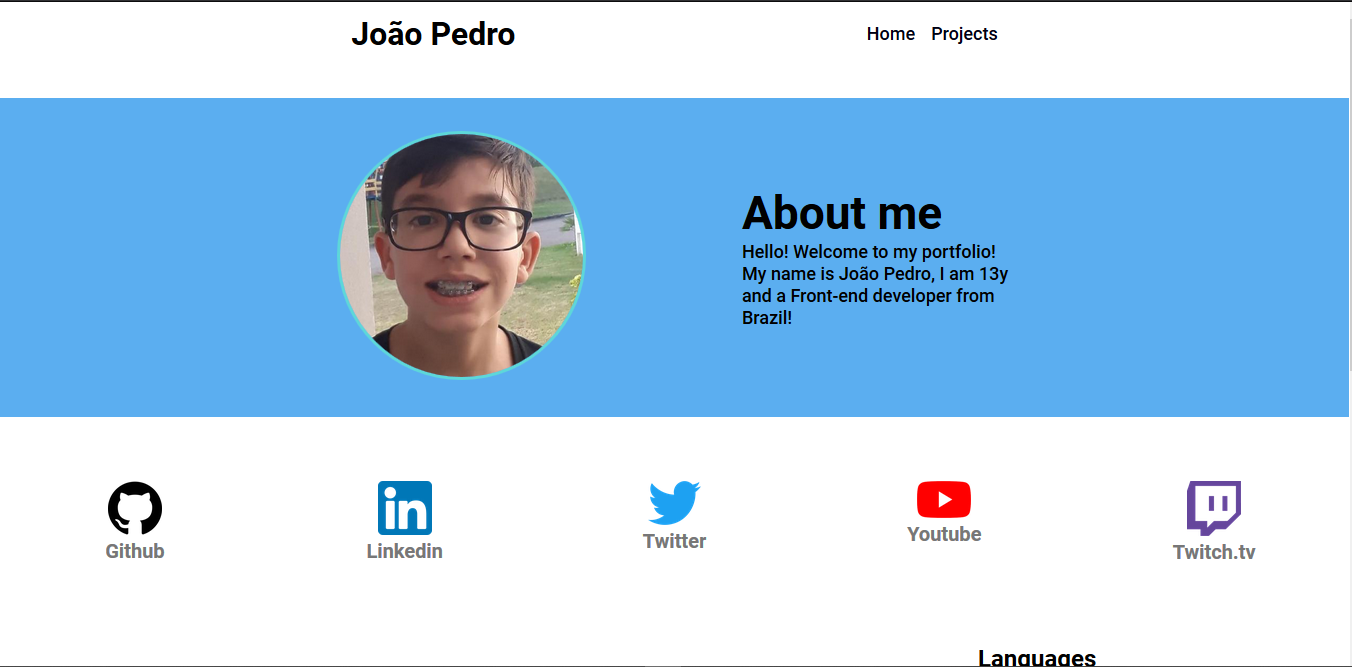 João Pedro
Home Projects
About me
Hello! Welcome to my portfolio!
My name is João Pedro, I am 13y
and a Front-end developer from
Brazil!
in
Github
Linkedin
Twitter
Youtube
Twitch.tv
Languages